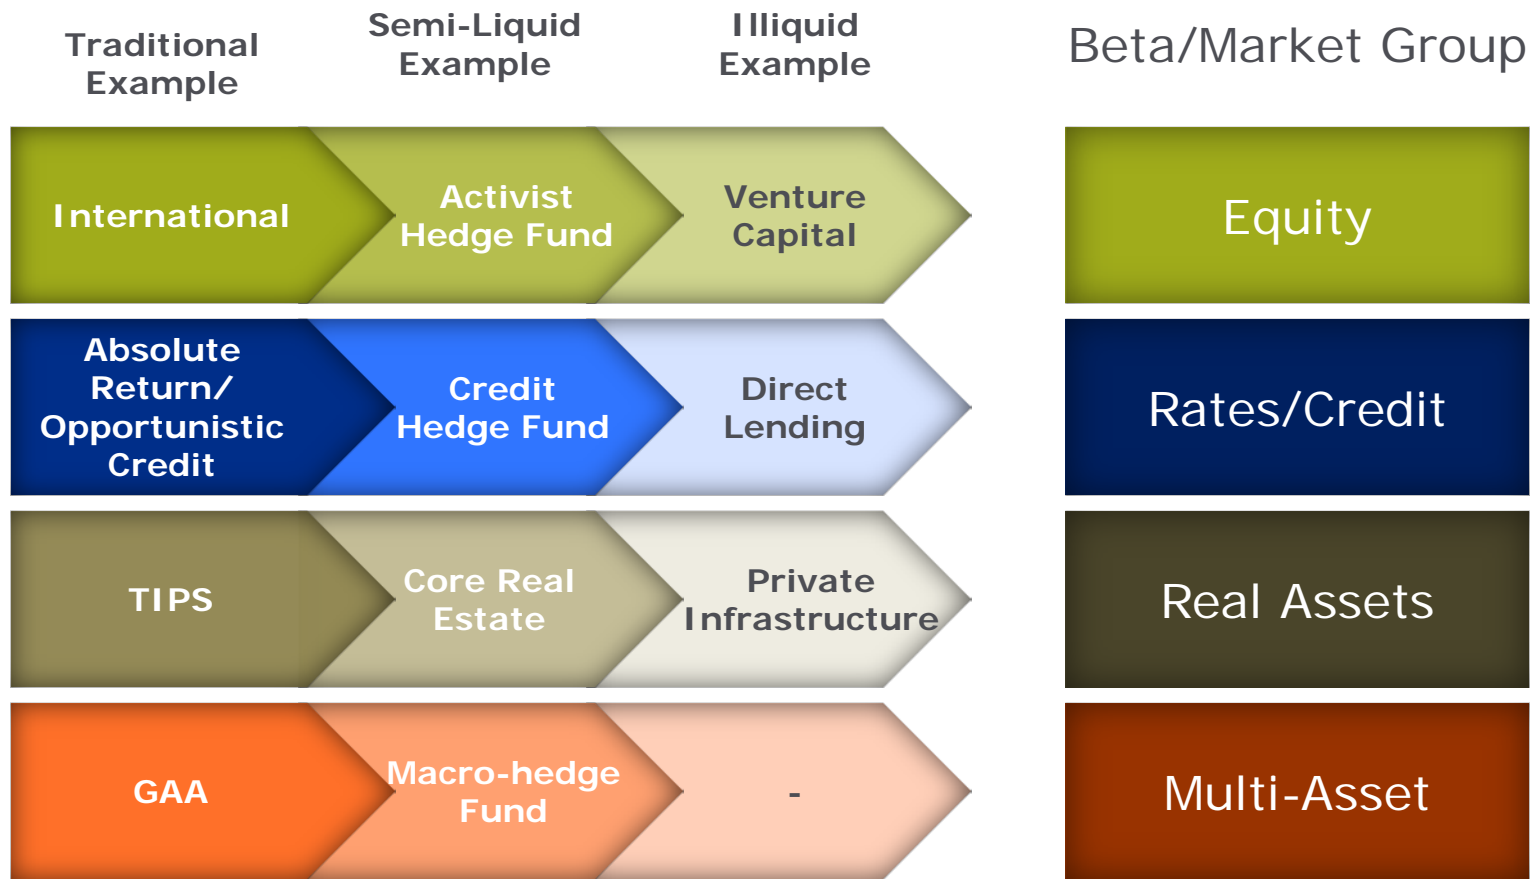 Traditional
Example
Semi-Liquid
Example
Illiquid
Example
Beta/Market Group
International
Activist
Hedge Fund
Venture
Capital
Equity
Absolute
Return/
Opportunistic
Credit
Credit
Hedge Fund
Direct
Lending
Rates/Credit
TIPS
Core Real
Estate
Private
Infrastructure
Real Assets
GAA
Macro-hedge
Fund
-
Multi-Asset